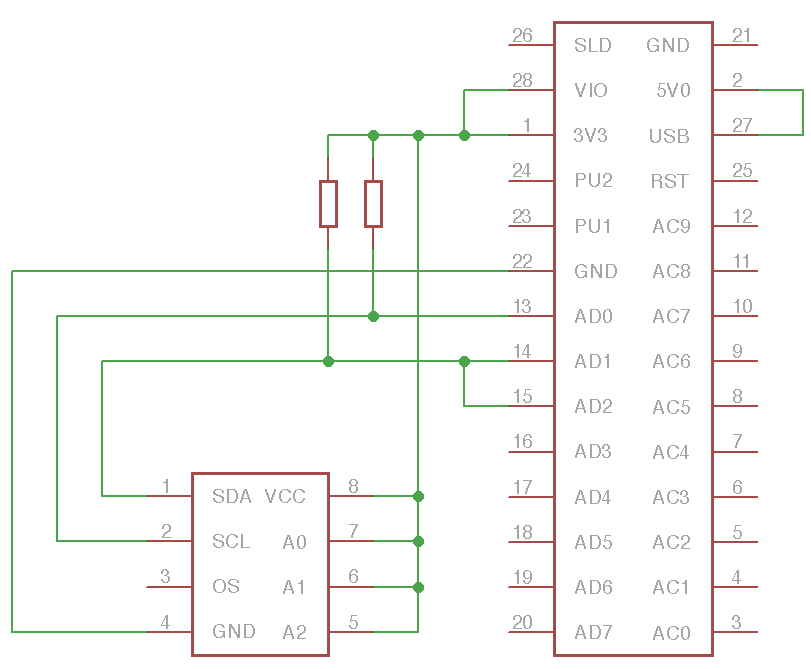 26 SLD GND 21
28 VIO 5V0 2
1 3V3 USB 27
24 PU2 RST 25
23 PU1 AC9 12
22 GND AC8 11
13 AD0 AC7 10
14 AD1 AC6 9
15 AD2 AC5 8
16 AD3 AC4 7
17 AD4 AC3 6
18 AD5 AC2 5
19 AD6 AC1 4
20 AD7 AC0 3
1 SDA VCC 8
2 SCL A0 7
3 OS A1 6
4 GND A2 5